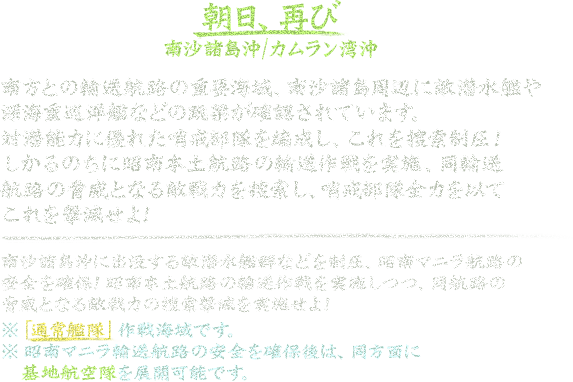 朝日、再び
南沙諸島沖/カムラン湾沖
南方との輸送航路の重要海域、南沙諸島周辺に敵潜水艦や
深海重巡洋艦などの跳梁が確認されています。
対潜能力に優れた哨戒部隊を編成し、これを捜索制圧!
しかるのちに昭南本土航路の輸送作戦を実施、同輸送
航路の脅威となる敵戦力を捜索し、哨戒部隊全力を以て
これを撃滅せよ!
南沙諸島沖に出没する敵潜水艦群などを制圧、昭南マニラ航路の
安全を確保!昭南本土航路の輸送作戦を実施しつつ、同航路の
脅威となる敵戦力の捜索撃滅を実施せよ!
※「通常艦隊」作戦海域です。
※昭南マニラ輸送航路の安全を確保後は、同方面に
基地航空隊を展開可能です。